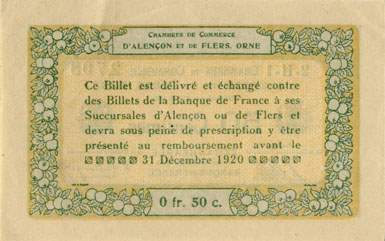 CHAMBRES DE COMMERCE
D'ALENÇON ET DE FLERS. ORNE
Ce Billet est délivré et échangé contre
des Billets de la Banque de France à ses
Succursales d'Alençon ou de Flers et
devra sous peine de prescription y être
présenté au remboursement avant le
31 Décembre 1920
0 fr. 50 c.